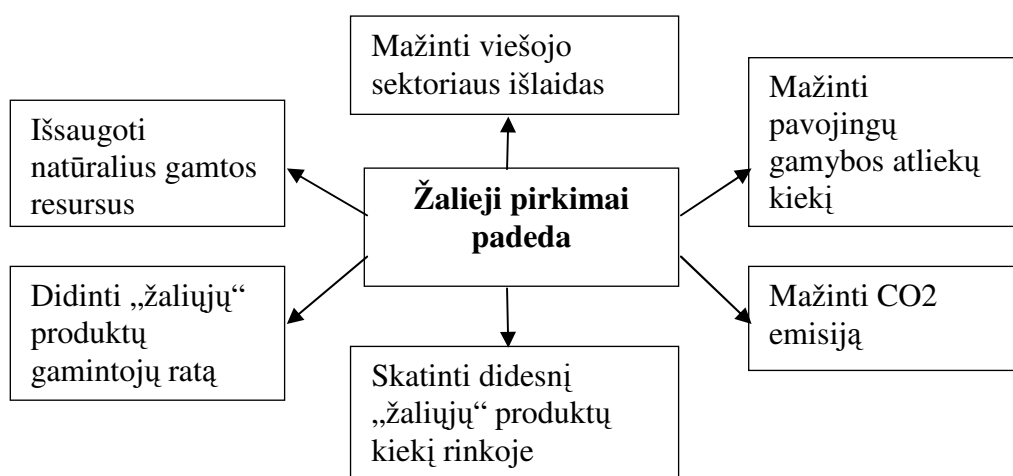 Mažinti viešojo
sektoriaus išlaidas
Išsaugoti
natūralius gamtos
resursus
Mažinti
pavojingų
gamybos atliekų
kiekį
Žalieji pirkimai
padeda
Didinti „žaliųjų“
produktų
gamintojų ratą
Mažinti CO2
emisiją
Skatinti didesnį
„žaliųjų“ produktų
kiekį rinkoje